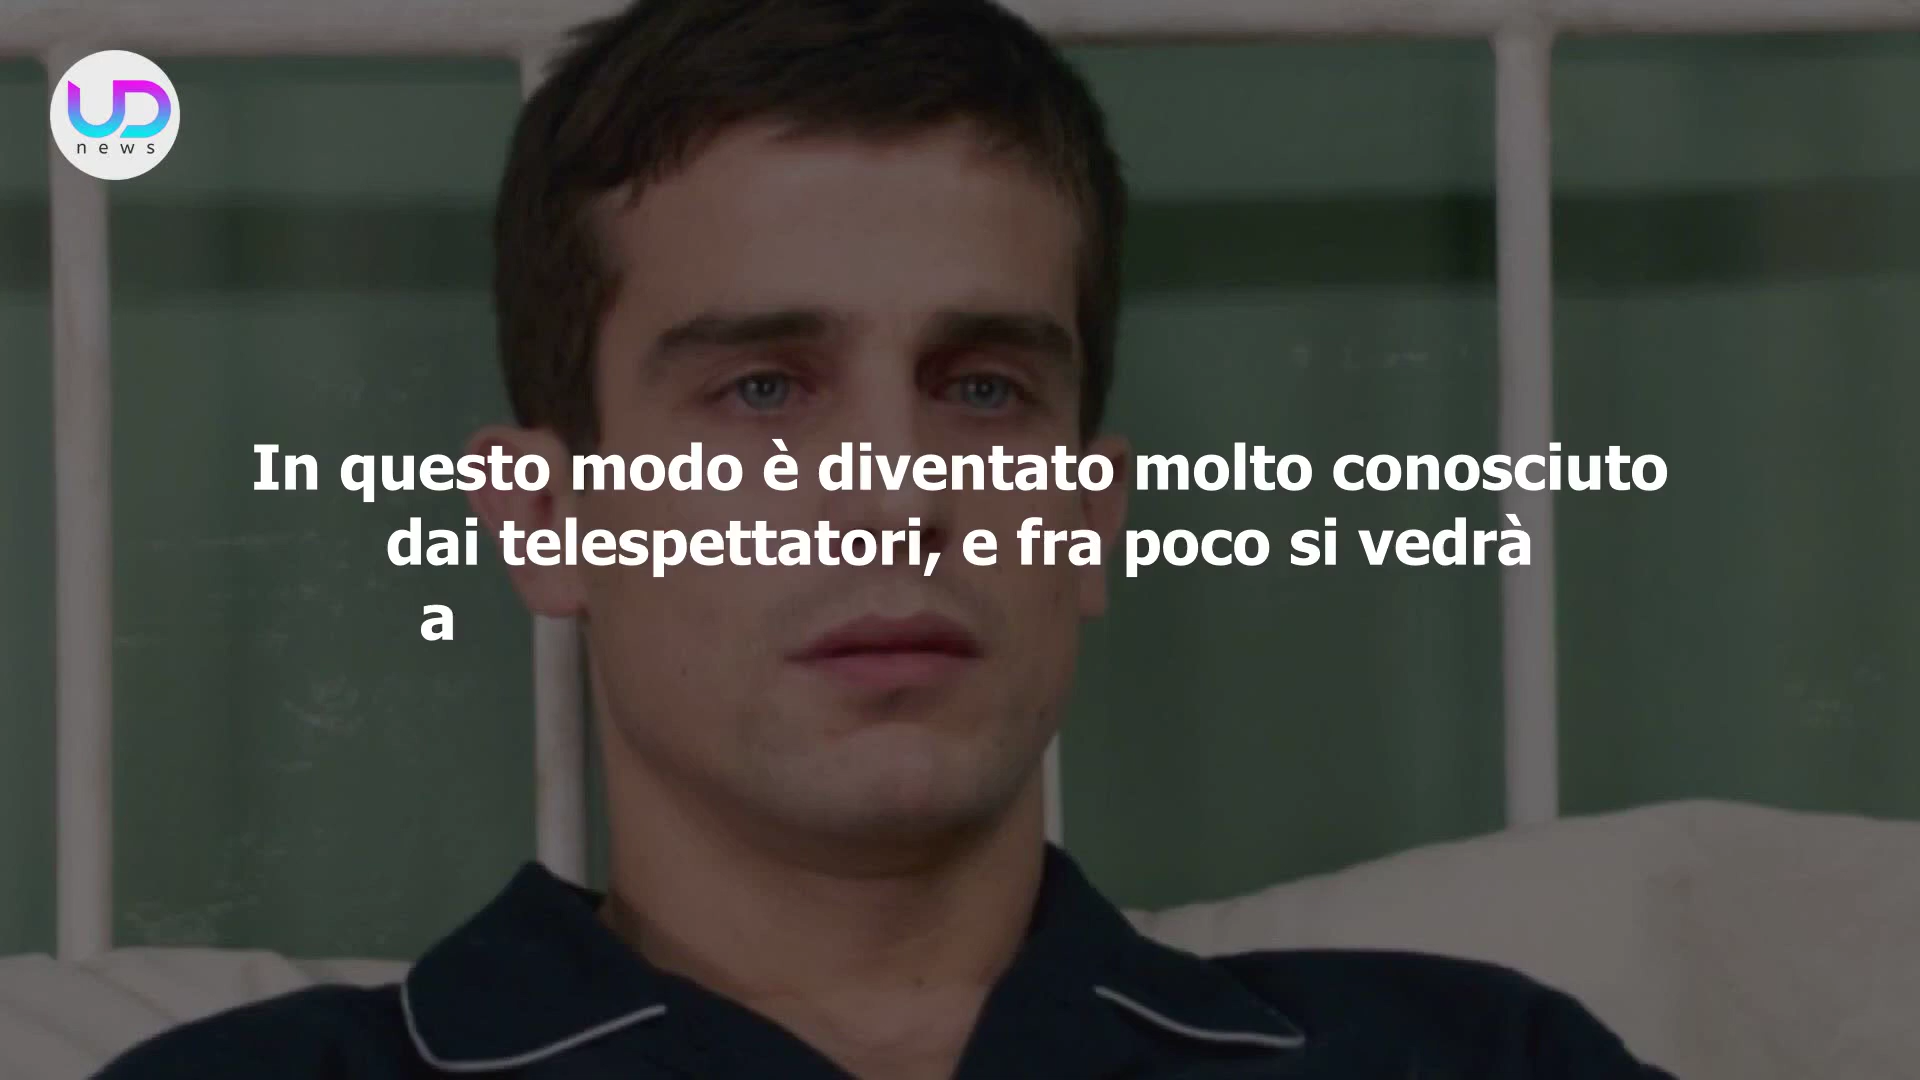 UD
news
In questo modo è diventato molto conosciuto
dai telespettatori, e fra poco si vedrà
a